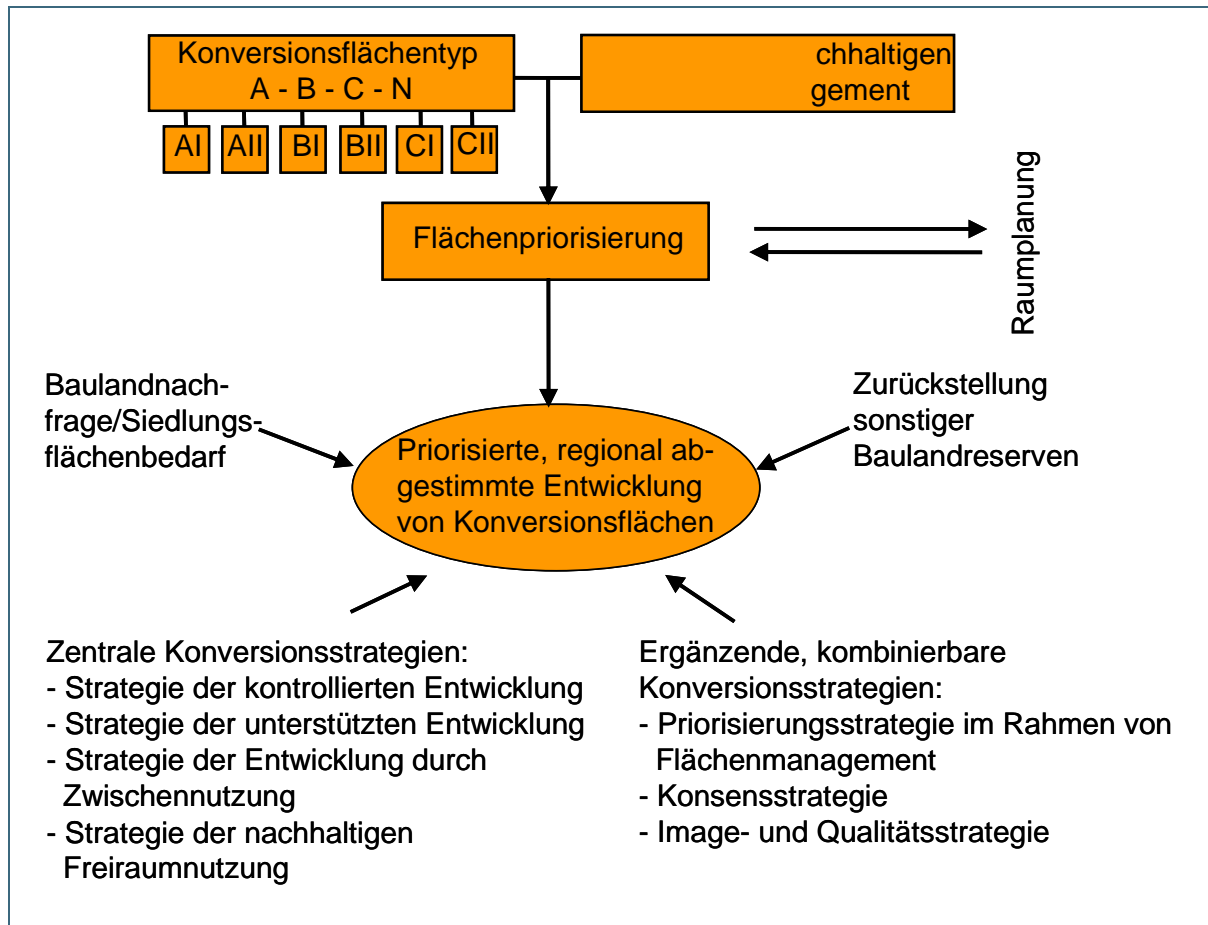 Konversionsflächentyp
A - B - C - N
chhaltigen
gement
AI AII BI BII CI CII
Flächenpriorisierung
Raumplanung
Baulandnach-
frage/Siedlungs-
flächenbedarf
Zurückstellung
sonstiger
Baulandreserven
Priorisierte, regional ab-
gestimmte Entwicklung
von Konversionsflächen
Zentrale Konversionsstrategien:
- Strategie der kontrollierten Entwicklung
- Strategie der unterstützten Entwicklung
- Strategie der Entwicklung durch
Zwischennutzung
- Strategie der nachhaltigen
Freiraumnutzung
Ergänzende, kombinierbare
Konversionsstrategien:
- Priorisierungsstrategie im Rahmen von
Flächenmanagement
- Konsensstrategie
- Image- und Qualitätsstrategie